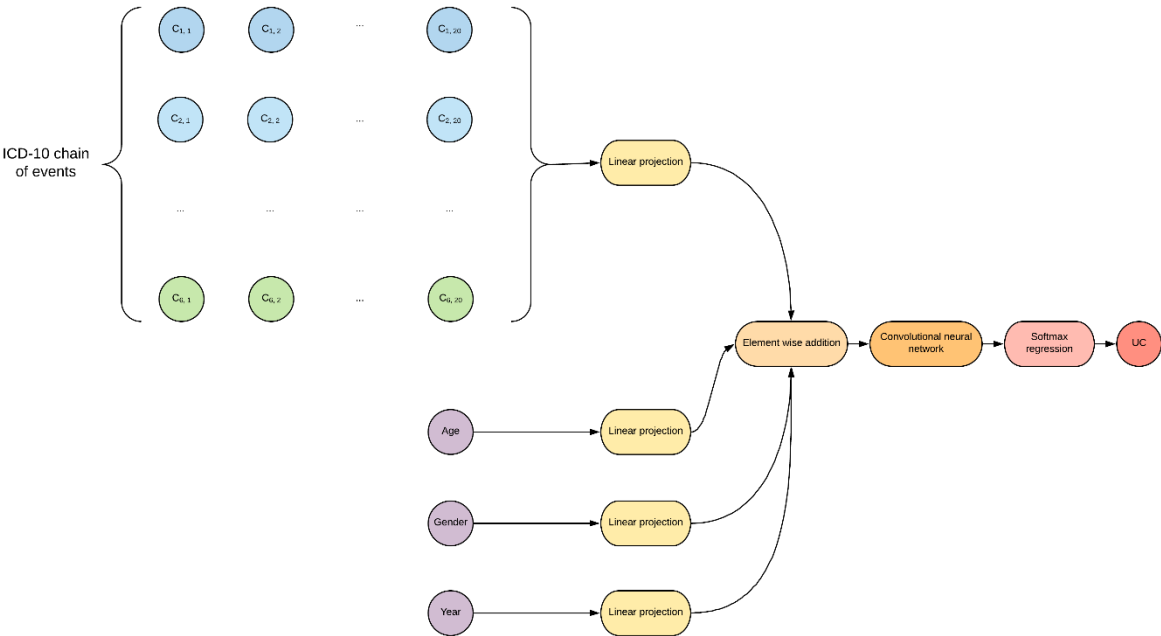 C1, 1 C1, 2 ... C1, 20
C2, 1 C2, 2 ... C2, 20
ICD-10 chain
of events
Linear projection
... ... ... ...
C6, 1 C6, 2 ... C6, 20
Element wise addition
Convolutional neural
network
Softmax
regression
UC
Age Linear projection
Gender Linear projection
Year Linear projection